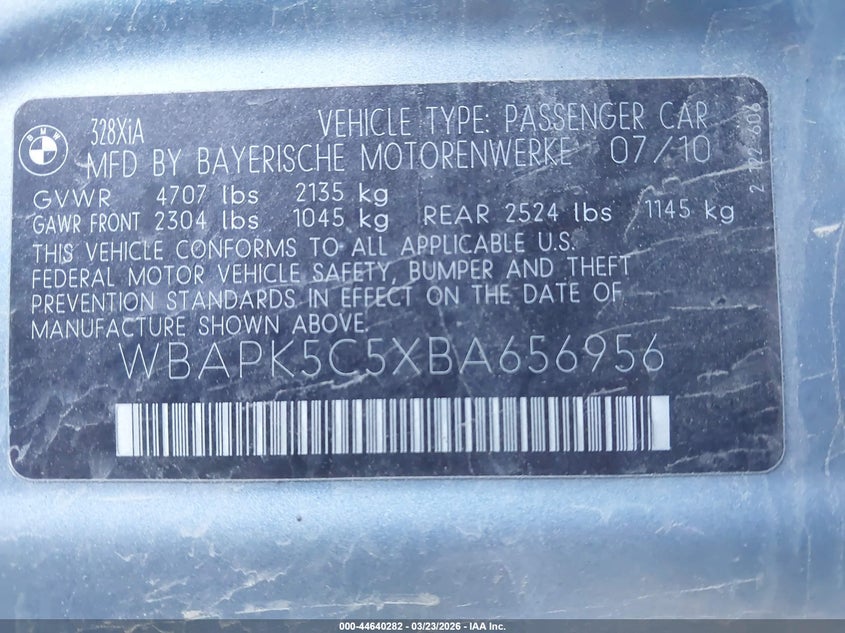 BMW
328XiA VEHICLE TYPE: PASSENGER CAR
MFD BY BAYERISCHE MOTORENWERKE 07/10
GVWR 4707 lbs 2135 kg
GAWR FRONT 2304 lbs 1045 kg REAR 2524 lbs 1145 kg
THIS VEHICLE CONFORMS TO ALL APPLICABLE U.S.
FEDERAL MOTOR VEHICLE SAFETY, BUMPER AND THEFT
PREVENTION STANDARDS IN EFFECT ON THE DATE OF
MANUFACTURE SHOWN ABOVE.
WBAPK5C5XBA656956
000-44640282 - 03/23/2026 - IAA Inc.